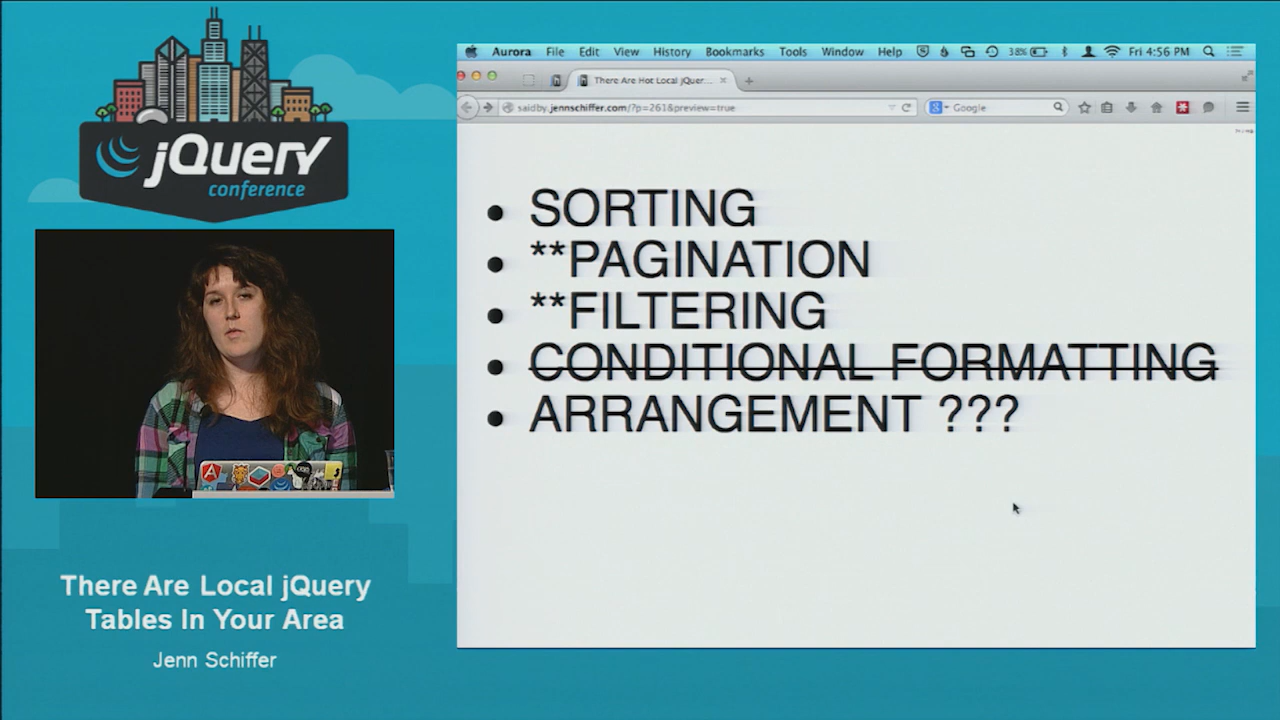 jQuery
conference
There Are Local jQuery
Tables In Your Area
Jenn Schiffer
Aurora File Edit View History Bookmarks Tools Window Help 38% Fri 4:56 PM
There Are Hot Local jQuer...
saidby.jennschiffer.com/?p=261&preview=true
Google
• SORTING
• **PAGINATION
• **FILTERING
• CONDITIONAL FORMATTING
• ARRANGEMENT ???